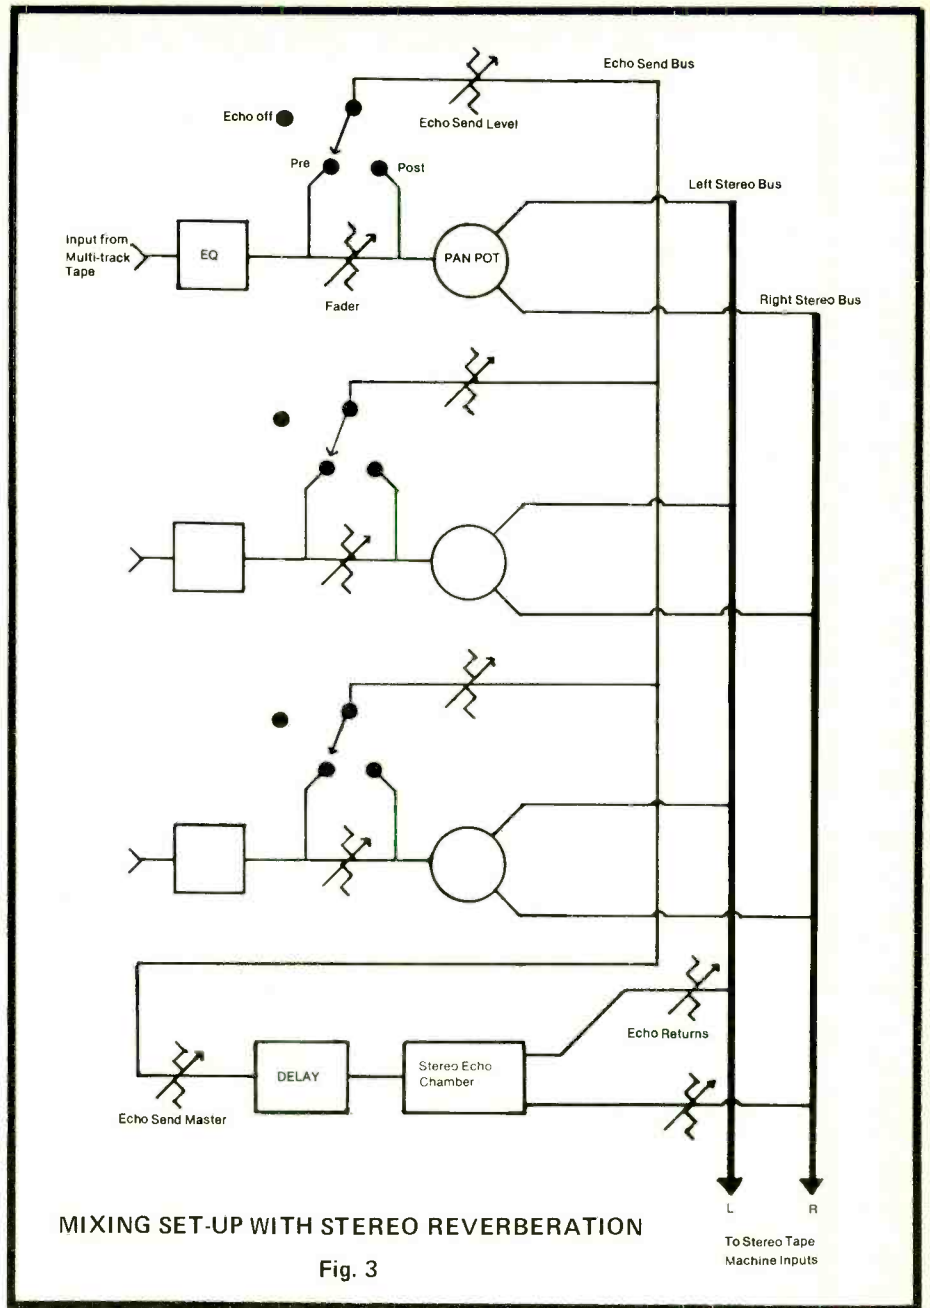 Echo Send Bus
Echo off
Echo Send Level
Pre
Post
Left Stereo Bus
Input from
Multi-track
Tape
EQ
PAN POT
Fader
Right Stereo Bus
Echo Returns
DELAY
Stereo Echo
Chamber
Echo Send Master
L
R
MIXING SET-UP WITH STEREO REVERBERATION
To Stereo Tape
Machine Inputs
Fig. 3